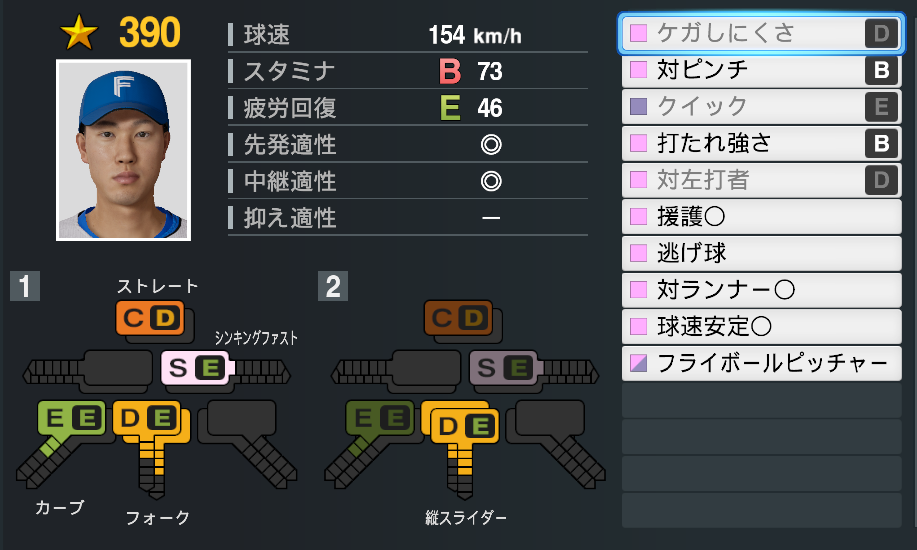 ★ 390
F
球速 154 km/h
スタミナ B 73
疲労回復 E 46
先発適性 ◎
中継適性 ◎
抑え適性 ―
1
ストレート
C D
シンキングファスト
S E
E E
D E
カーブ
フォーク
2
C D
S E
E E
D E
縦スライダー
ケガしにくさ D
対ピンチ B
クイック E
打たれ強さ B
対左打者 D
援護○
逃げ球
対ランナー○
球速安定○
フライボールピッチャー